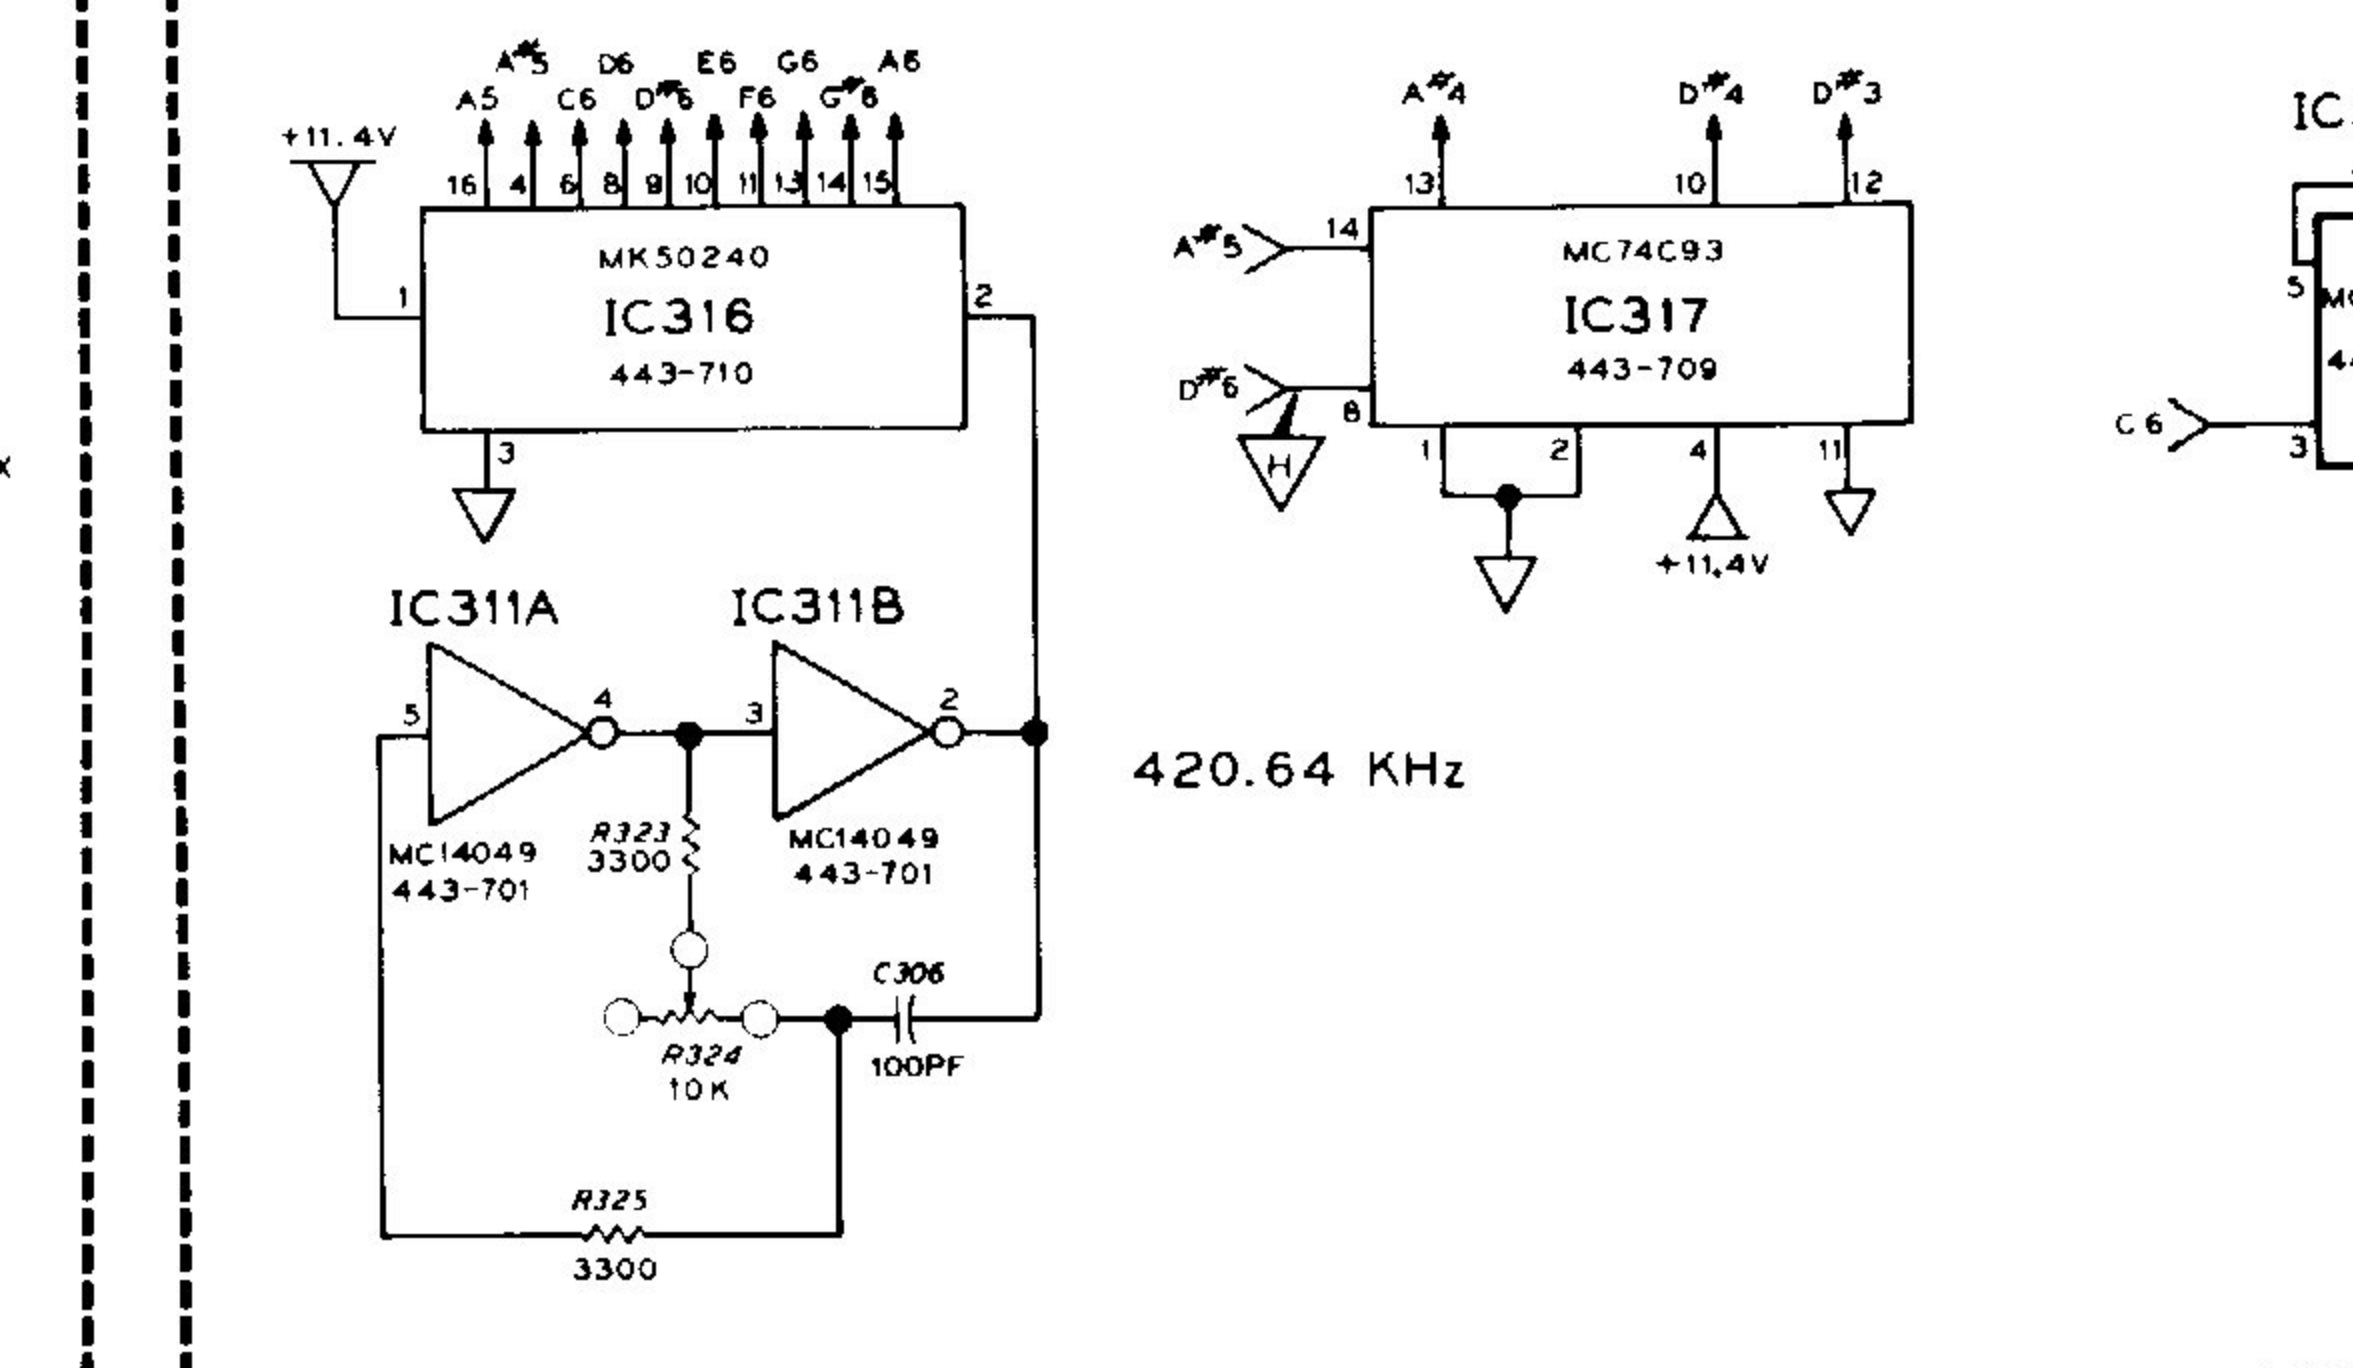 A#5 D6 E6 G6 A6
A5 C6 D#6 F6 G#6
+11.4V
16 4 6 8 9 10 11 13 14 15
1
MK50240
IC316
443-710
2
3
A#4 D#4 D#3
13 10 12
A#5
14
MC74C93
IC317
443-709
D#6
8
H
1 2 4 11
+11.4V
IC
5
C6
3
IC311A
5
4
MC14049
443-701
IC311B
3
2
MC14049
443-701
420.64 KHz
R323
3300
C306
100PF
R324
10K
R325
3300